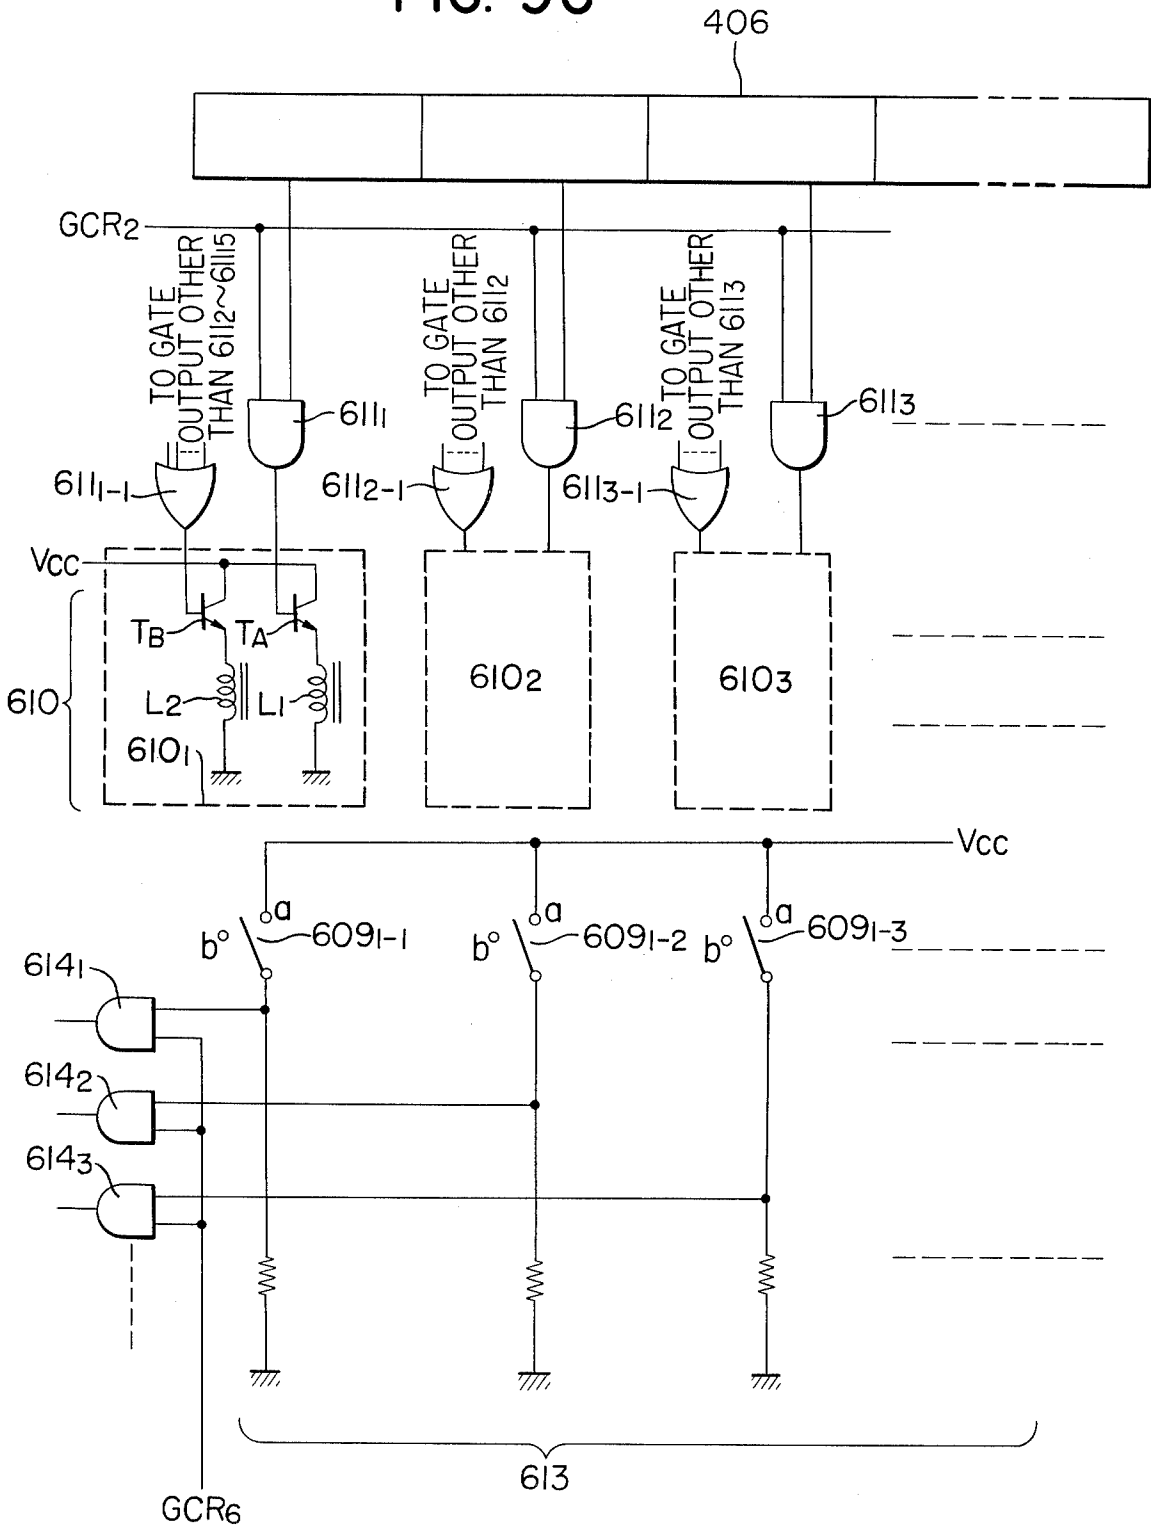 406
GCR2
TO GATE
OUTPUT OTHER
THAN 6112~61115
TO GATE
OUTPUT OTHER
THAN 6112
TO GATE
OUTPUT OTHER
THAN 6113
6111
6112
6113
6111-1
6112-1
6113-1
Vcc
TB
TA
L2
L1
610
6101
6102
6103
Vcc
a
b
6091-1
a
b
6091-2
a
b
6091-3
6141
6142
6143
613
GCR6